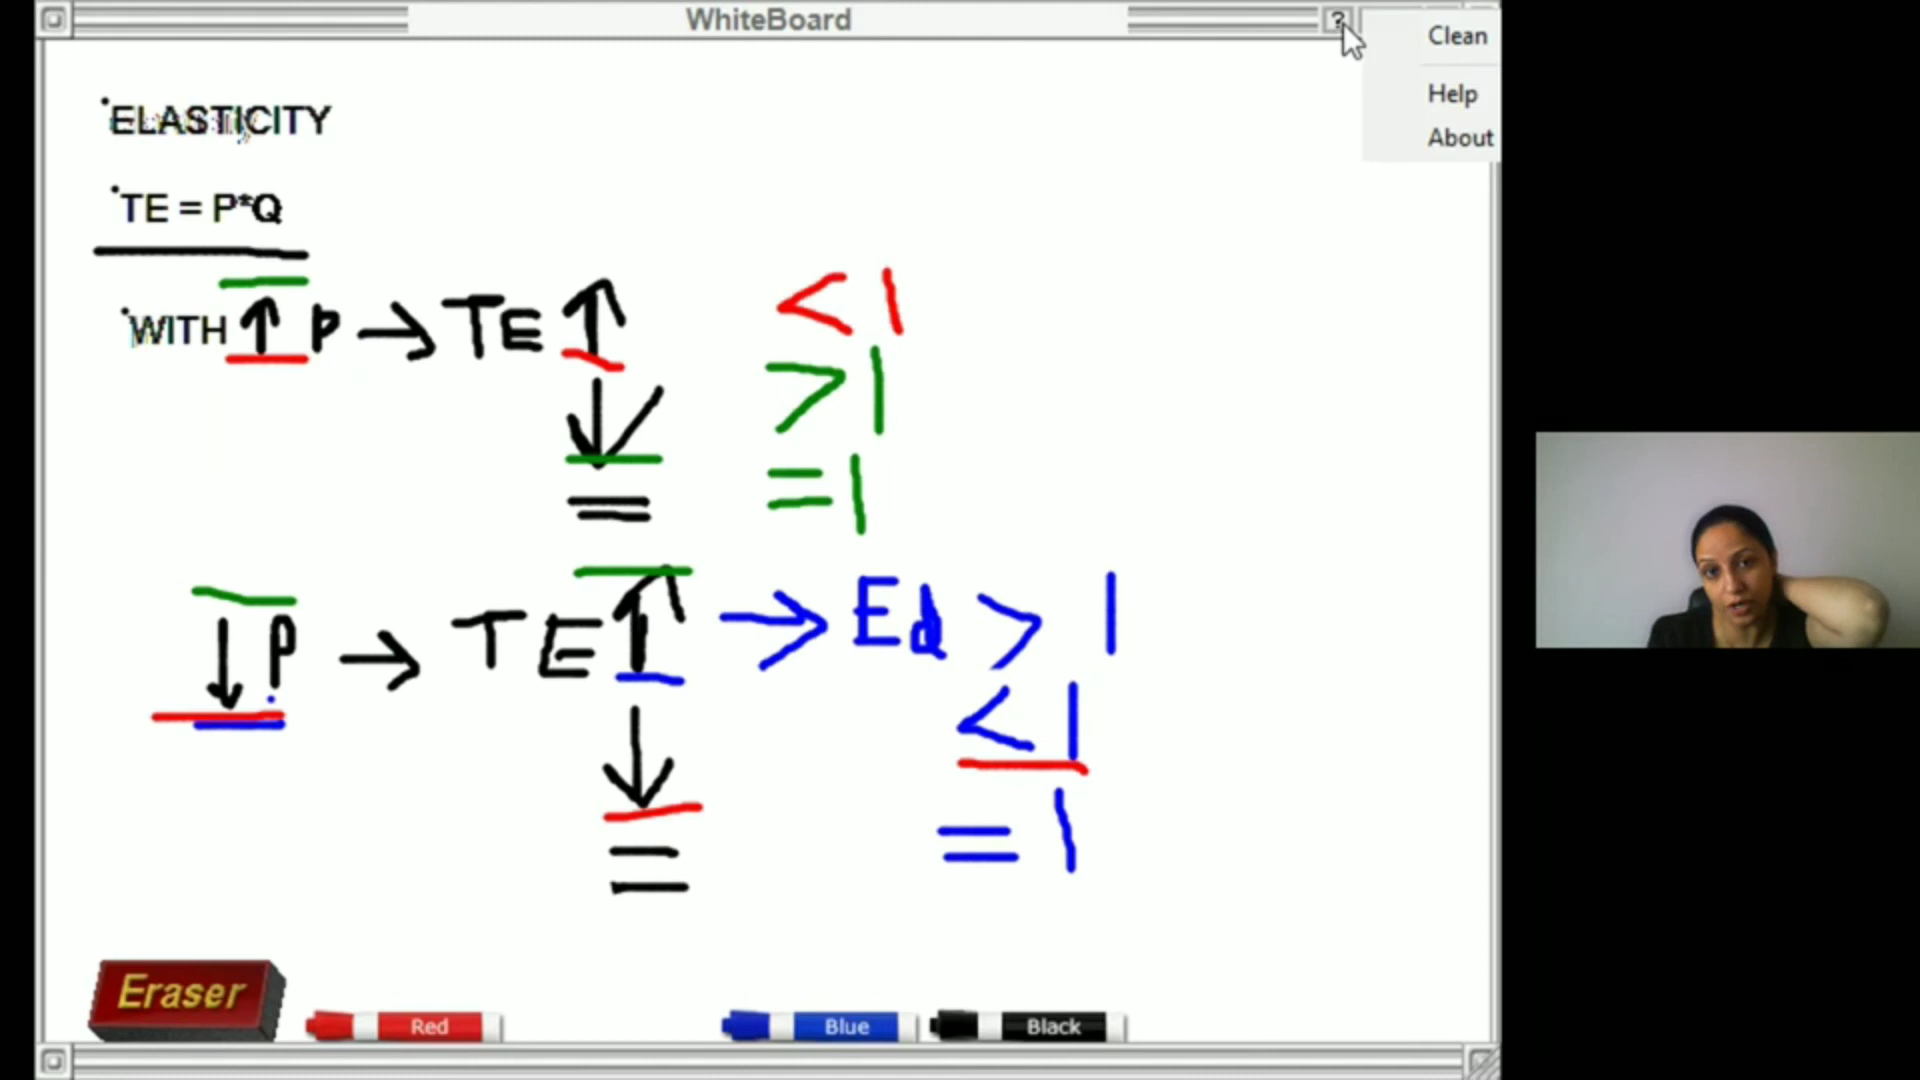 WhiteBoard
?
Clean
Help
About
ELASTICITY
TE = P*Q
WITH ↑ P → TE ↑ <1
↓ >1
= =1
↓ P → TE ↑ → Ed > 1
↓ <1
= = 1
Eraser
Red
Blue
Black